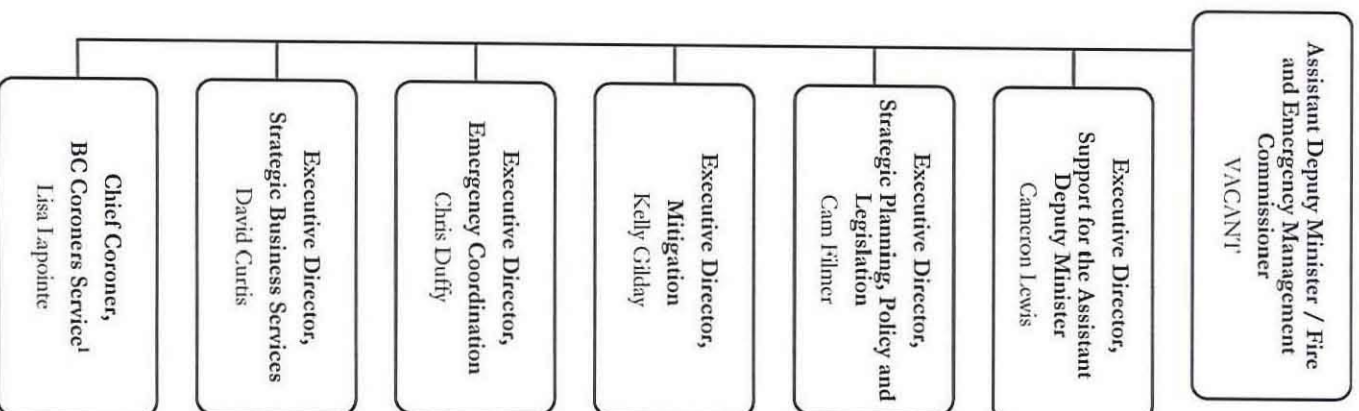 Assistant Deputy Minister / Fire
and Emergency Management
Commissioner
VACANT
Executive Director,
Support for the Assistant
Deputy Minister
Cameron Lewis
Executive Director,
Strategic Planning, Policy and
Legislation
Cam Filmer
Executive Director,
Mitigation
Kelly Gilday
Executive Director,
Emergency Coordination
Chris Duffy
Executive Director,
Strategic Business Services
David Curtis
Chief Coroner,
BC Coroners Service¹
Lisa Lapointe